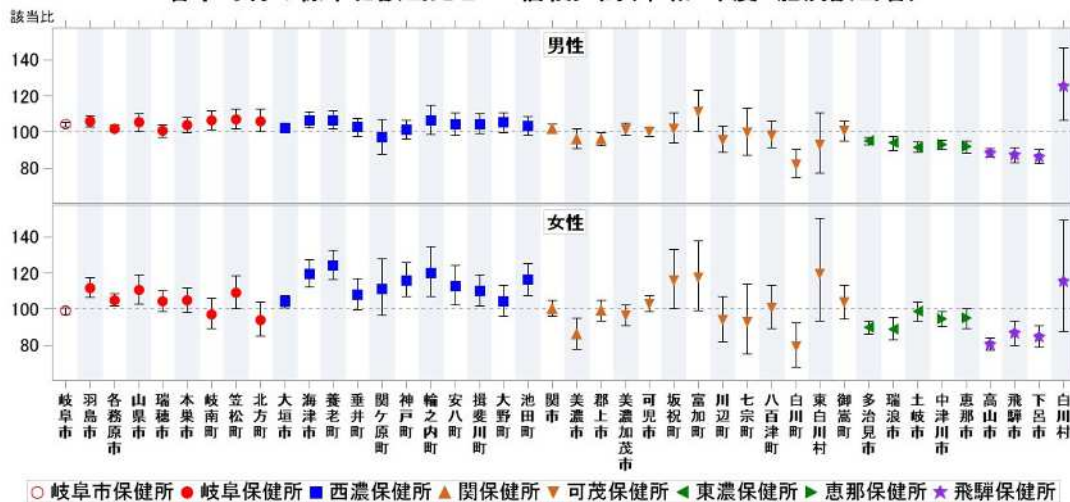 該当比
男性
140
120
100
80
女性
140
120
100
80
岐阜市
羽島市
各務原市
山県市
瑞穂市
本巣市
岐南町
笠松町
北方町
大垣市
海津市
養老町
垂井町
関ケ原町
神戸町
輪之内町
安八町
揖斐川町
大野町
池田町
関市
美濃市
郡上市
美濃加茂市
可児市
坂祝町
富加町
川辺町
七宗町
八百津町
白川町
東白川村
御嵩町
多治見市
瑞浪市
土岐市
中津川市
恵那市
高山市
飛騨市
下呂市
白川村
岐阜市保健所 岐阜保健所 西濃保健所 関保健所 可茂保健所 東濃保健所 恵那保健所 飛騨保健所